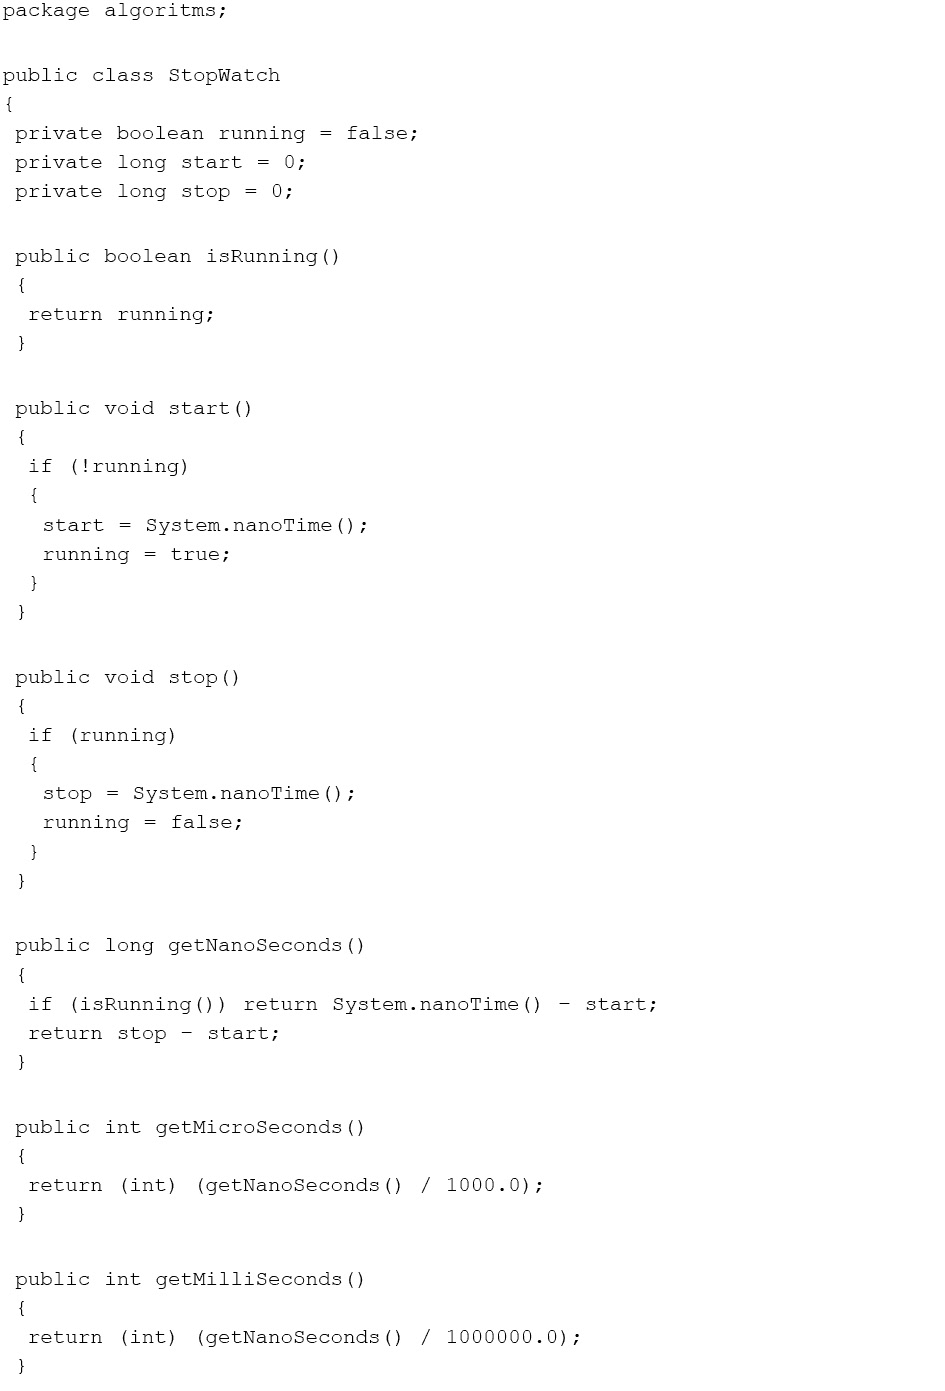 package algoritms;
public class StopWatch
{
private boolean running = false;
private long start = 0;
private long stop = 0;
public boolean isRunning()
{
return running;
}
public void start()
{
if (!running)
{
start = System.nanoTime();
running = true;
}
}
public void stop()
{
if (running)
{
stop = System.nanoTime();
running = false;
}
}
public long getNanoSeconds()
{
if (isRunning()) return System.nanoTime() – start;
return stop – start;
}
public int getMicroSeconds()
{
return (int) (getNanoSeconds() / 1000.0);
}
public int getMilliSeconds()
{
return (int) (getNanoSeconds() / 1000000.0);
}